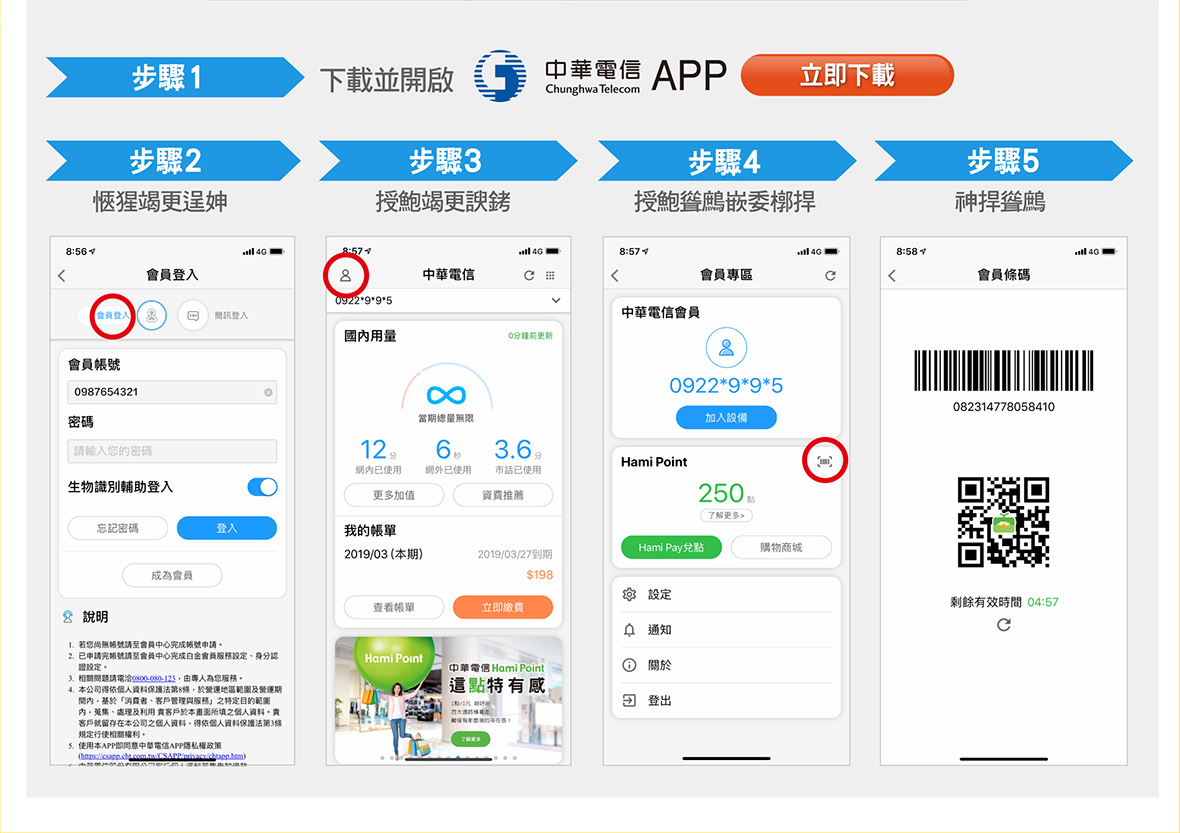 步驟1
下載並開啟
中華電信
Chunghwa Telecom
APP
立即下載
步驟2
愜猩竭更逞妽
步驟3
授鮑竭更諛銠
步驟4
步驟5
8:56
4G
會員登入
會員登入
簡訊登入
會員帳號
0987654321
密碼
請輸入您的密碼
生物識別輔助登入
忘記密碼
登入
成為會員
說明
1. 若您尚無帳號請至會員中心完成帳號申請。
2. 已申請完帳號請至會員中心完成白金會員服務設定、身分認
證設定。
3. 相關問題請電洽0800-080-123，由專人為您服務。
4. 本公司得依個人資料保護法第8條，於營運地區範圍及營運期
間內，基於「消費者、客戶管理與服務」之特定目的範圍
內，蒐集、處理及利用 貴客戶於本畫面所填之個人資料。貴
客戶就留存在本公司之個人資料，得依個人資料保護法第3條
規定行使相關權利。
5. 使用本APP即同意中華電信APP隱私權政策
(https://csapp.cht.com.tw/CSAPP/privacy/chtapp.htm)
8:57
4G
中華電信
0922*9*9*5
國內用量
0分鐘前更新
當期總量無限
12 分
6 秒
3.6 分
網內已使用
網外已使用
市話已使用
更多加值
資費推薦
我的帳單
2019/03 (本期)
2019/03/27到期
$198
查看帳單
立即繳費
Hami Point
中華電信 Hami Point
這點特有感
1點=1元 超好折
百大通路購電出
了解更多
8:57
4G
會員專區
中華電信會員
0922*9*9*5
加入設備
Hami Point
250 點
了解更多>
Hami Pay兌點
購物商城
設定
通知
關於
登出
8:58
4G
會員條碼
082314778058410
剩餘有效時間 04:57